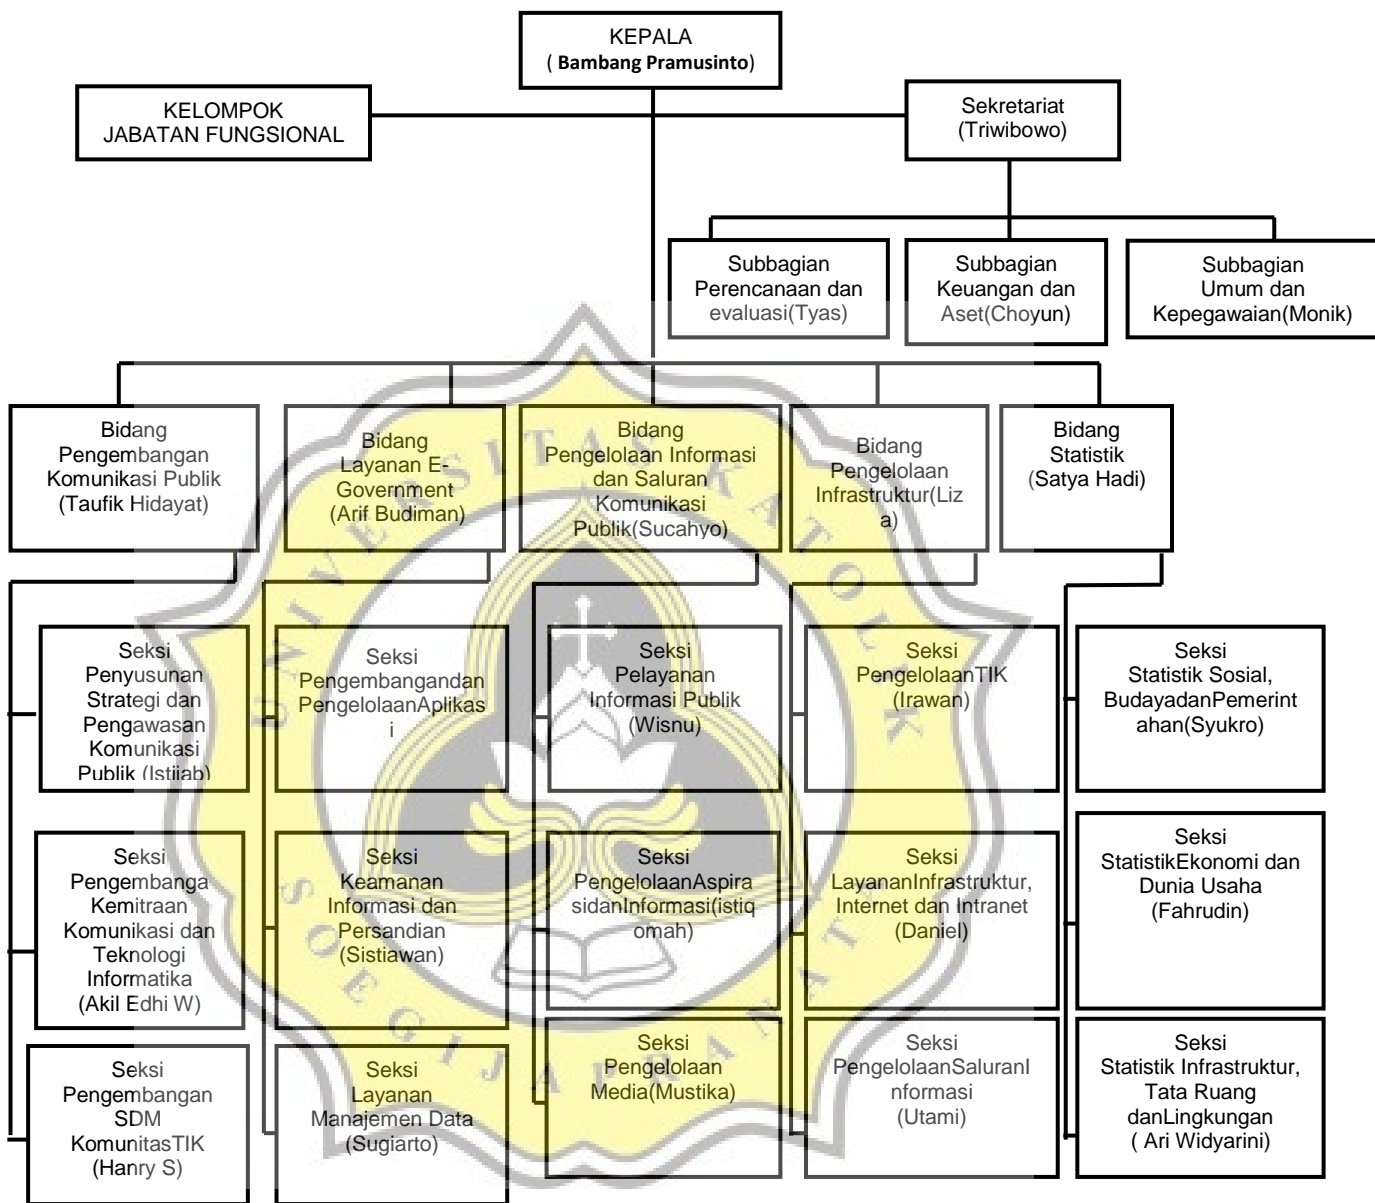 KEPALA
( Bambang Pramusinto)
KELOMPOK
JABATAN FUNGSIONAL
Sekretariat
(Triwibowo)
Subbagian
Perencanaan dan
evaluasi(Tyas)
Subbagian
Keuangan dan
Aset(Choyun)
Subbagian
Umum dan
Kepegawaian(Monik)
Bidang
Pengembangan
Komunikasi Publik
(Taufik Hidayat)
Bidang
Layanan E-
Government
(Arif Budiman)
Bidang
Pengelolaan Informasi
dan Saluran
Komunikasi
Publik(Sucahyo)
Bidang
Pengelolaan
Infrastruktur(Liz
a)
Bidang
Statistik
(Satya Hadi)
Seksi
Penyusunan
Strategi dan
Pengawasan
Komunikasi
Publik (Istijab)
Seksi
Pengembangandan
PengelolaanAplikas
i
Seksi
Pelayanan
Informasi Publik
(Wisnu)
Seksi
PengelolaanTIK
(Irawan)
Seksi
Statistik Sosial,
BudayadanPemerint
ahan(Syukro)
Seksi
Pengembanga
Kemitraan
Komunikasi dan
Teknologi
Informatika
(Akil Edhi W)
Seksi
Keamanan
Informasi dan
Persandian
(Sistiawan)
Seksi
PengelolaanAspira
sidanInformasi(istiq
omah)
Seksi
LayananInfrastruktur,
Internet dan Intranet
(Daniel)
Seksi
StatistikEkonomi dan
Dunia Usaha
(Fahrudin)
Seksi
Pengembangan
SDM
KomunitasTIK
(Hanry S)
Seksi
Layanan
Manajemen Data
(Sugiarto)
Seksi
Pengelolaan
Media(Mustika)
Seksi
PengelolaanSaluranI
nformasi
(Utami)
Seksi
Statistik Infrastruktur,
Tata Ruang
danLingkungan
( Ari Widyarini)
UNIVERSITAS KATOLIK
SOEGIJAPRANATA